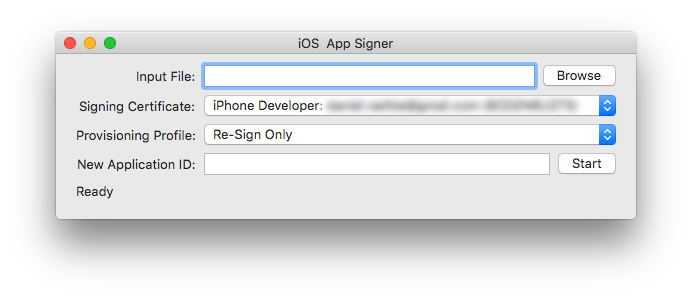 iOS App Signer
Input File: Browse
Signing Certificate: iPhone Developer:
Provisioning Profile: Re-Sign Only
New Application ID: Start
Ready